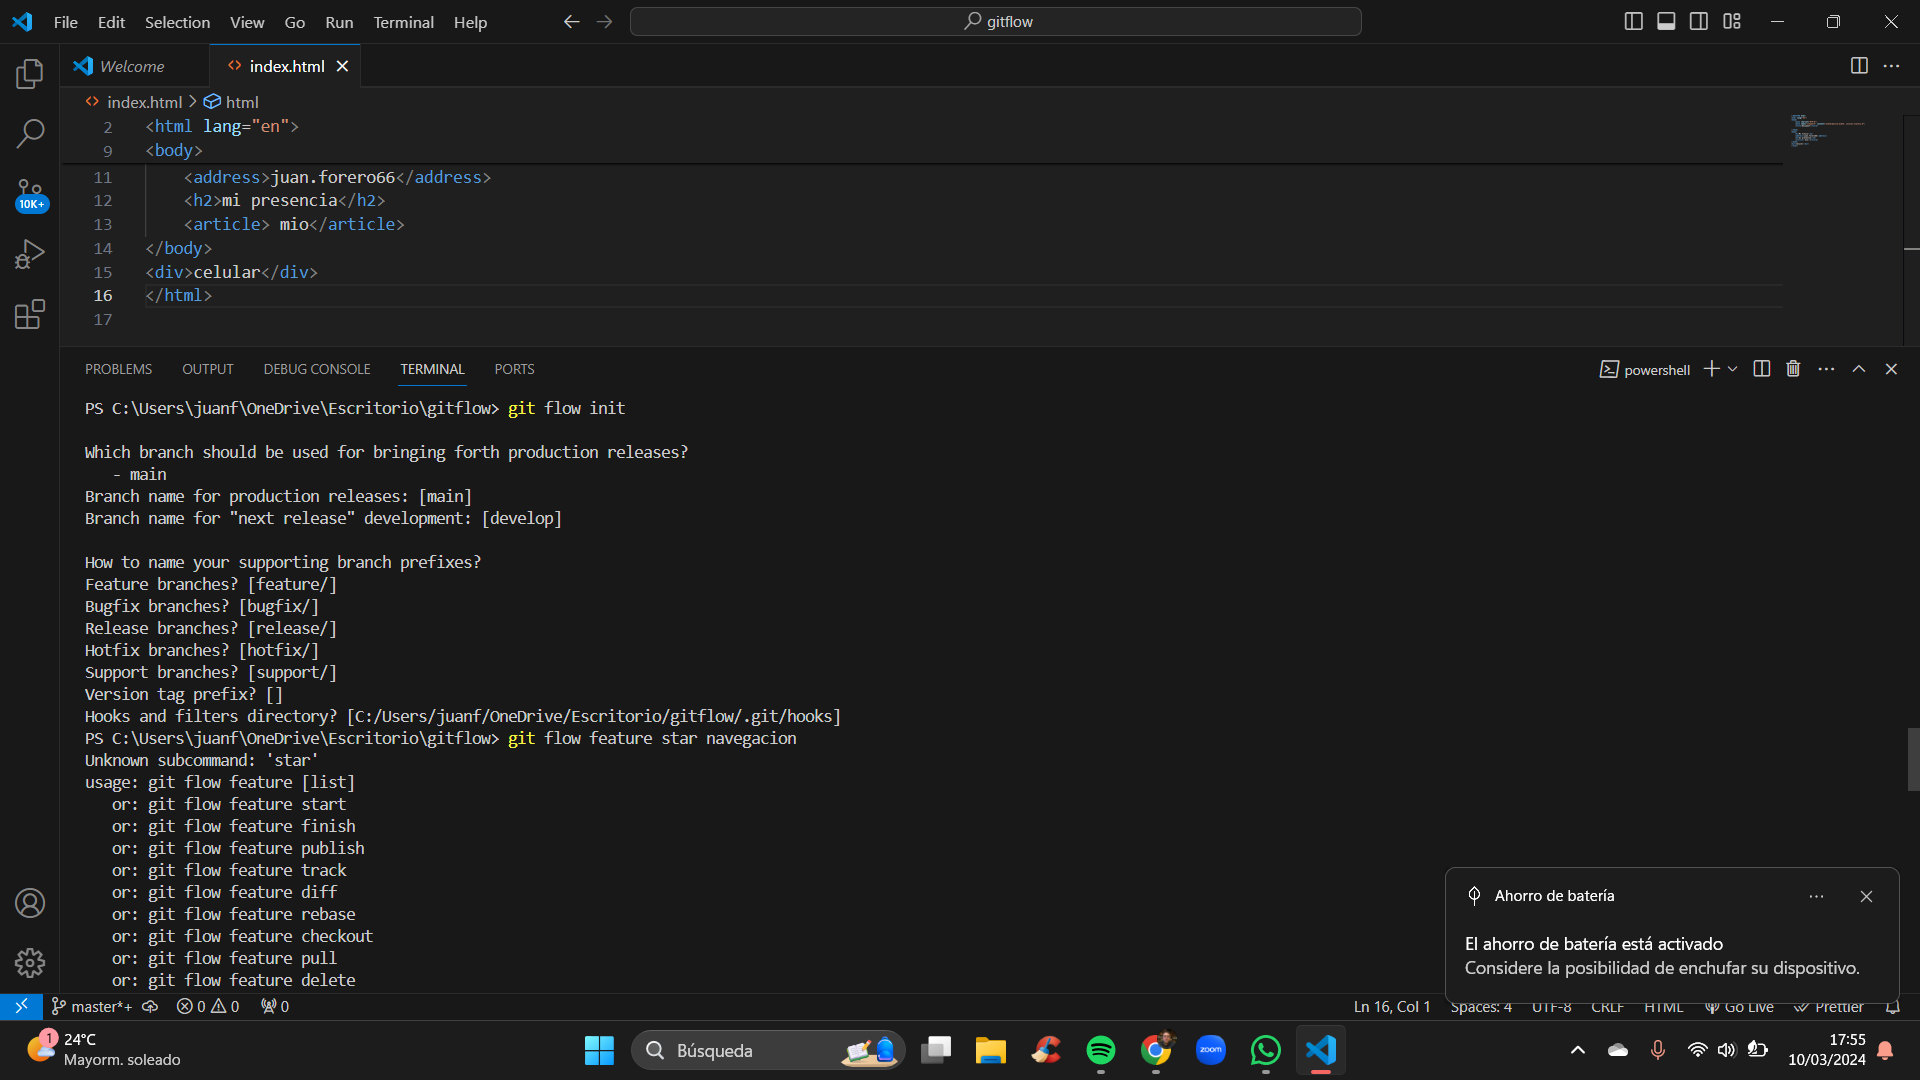 File Edit Selection View Go Run Terminal Help
gitflow
Welcome
index.html
index.html > html
2 <html lang="en">
9 <body>
11 <address>juan.forero66</address>
12 <h2>mi presencia</h2>
13 <article> mio</article>
14 </body>
15 <div>celular</div>
16 </html>
17
10K+
PROBLEMS OUTPUT DEBUG CONSOLE TERMINAL PORTS
powershell
PS C:\Users\juanf\OneDrive\Escritorio\gitflow> git flow init
Which branch should be used for bringing forth production releases?
- main
Branch name for production releases: [main]
Branch name for "next release" development: [develop]
How to name your supporting branch prefixes?
Feature branches? [feature/]
Bugfix branches? [bugfix/]
Release branches? [release/]
Hotfix branches? [hotfix/]
Support branches? [support/]
Version tag prefix? []
Hooks and filters directory? [C:/Users/juanf/OneDrive/Escritorio/gitflow/.git/hooks]
PS C:\Users\juanf\OneDrive\Escritorio\gitflow> git flow feature star navegacion
Unknown subcommand: 'star'
usage: git flow feature [list]
or: git flow feature start
or: git flow feature finish
or: git flow feature publish
or: git flow feature track
or: git flow feature diff
or: git flow feature rebase
or: git flow feature checkout
or: git flow feature pull
or: git flow feature delete
Ahorro de batería
El ahorro de batería está activado
Considere la posibilidad de enchufar su dispositivo.
master*+ 0 0 0
Ln 16, Col 1 Spaces: 4 UTF-8 CRLF HTML Go Live Prettier
1
24°C
Mayorm. soleado
Búsqueda
zoom
17:55
10/03/2024